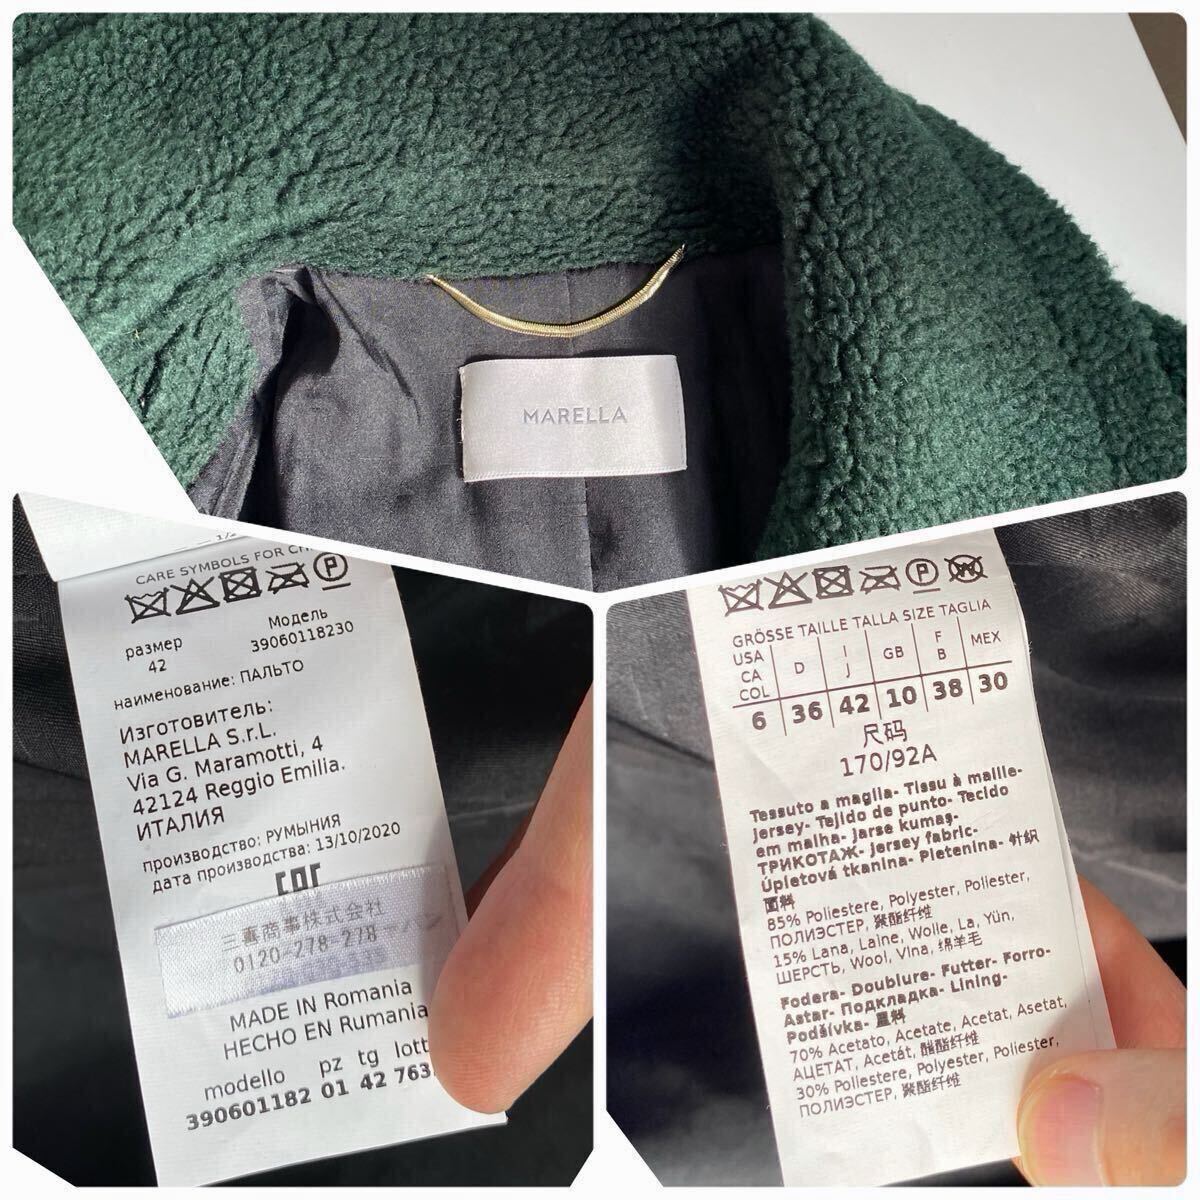 MARELLA
CARE SYMBOLS FOR
P
размер
42
Модель
39060118230
наименование: ПАЛЬТО
Изготовитель:
MARELLA S.r.L.
Via G. Maramotti, 4
42124 Reggio Emilia.
ИТАЛИЯ
производство: РУМЫНИЯ
дата производства: 13/10/2020
三喜商事株式会社
0120-278-278
MADE IN Romania
HECHO EN Rumania
modello pz tg lott
390601182 01 42 763
P W
GRÖSSE TAILLE TALLA SIZE TAGLIA
USA CA COL D I J GB F B MEX
6 36 42 10 38 30
尺码
170/92A
Tessuto a maglia- Tissu à maille-
Jersey- Tejido de punto- Tecido
em malha- Jarse kumaş-
ТРИКОТАЖ- Jersey fabric-
Úpletová tkanina- Pletenina- 针织
面料
85% Poliestere, Polyester, Poliester,
ПОЛИЭСТЕР, 聚酯纤维
15% Lana, Laine, Wolle, La, Yün,
ШЕРСТЬ, Wool, Vlna, 绵羊毛
Fodera- Doublure- Futter- Forro-
Astar- Подкладка- Lining-
Podšívka- 里料
70% Acetato, Acetate, Acetat, Asetat,
АЦЕТАТ, Acetát, 醋酯纤维
30% Poliestere, Polyester, Poliester,
ПОЛИЭСТЕР, 聚酯纤维